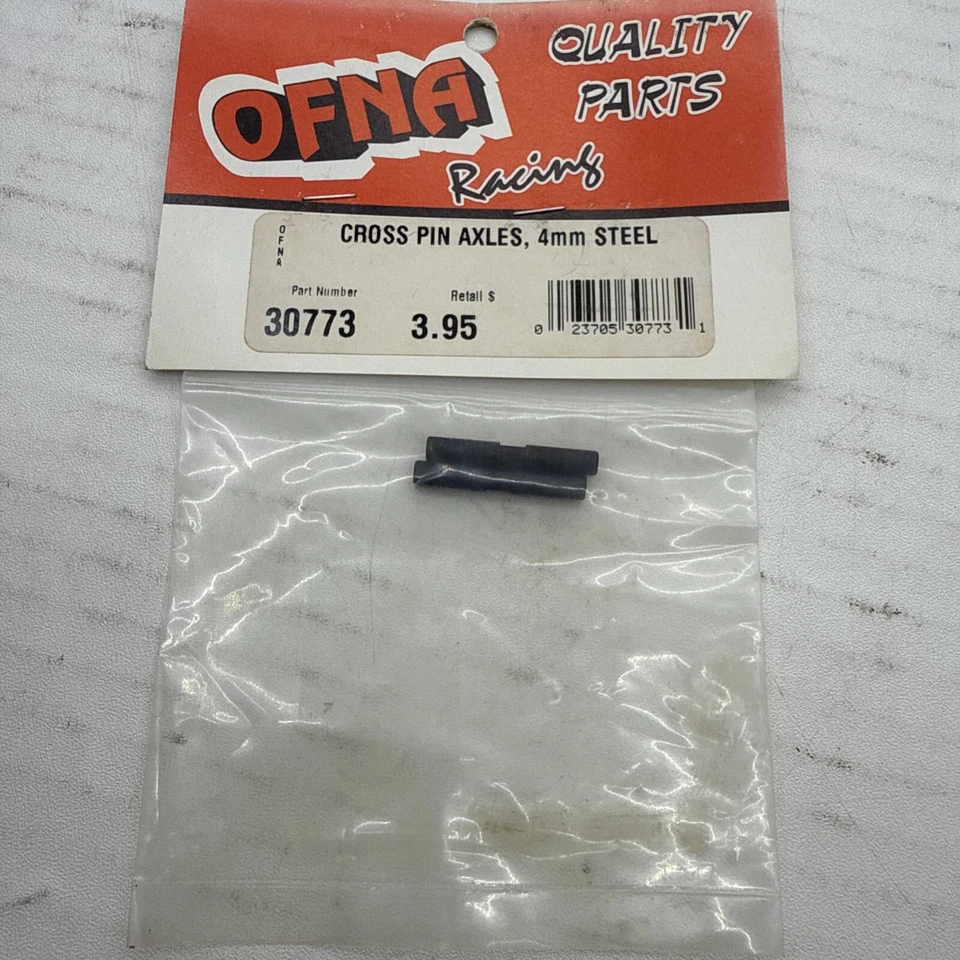 OFNA
QUALITY
PARTS
Racing
OFNA
CROSS PIN AXLES, 4mm STEEL
Part Number
Retail $
30773
3.95
0 23705 30773 1